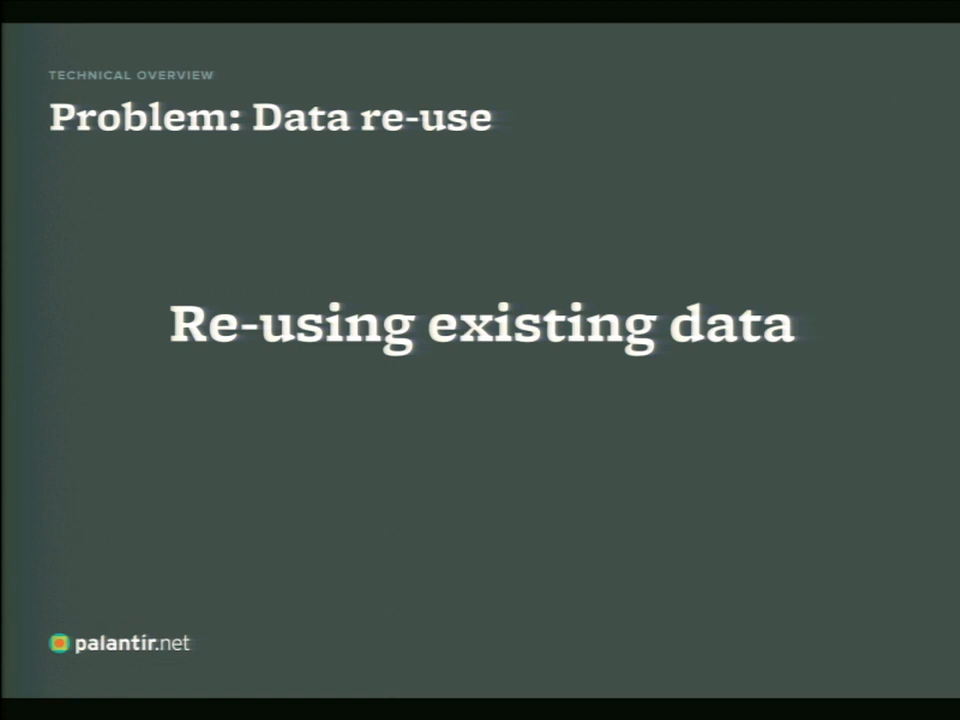 TECHNICAL OVERVIEW
Problem: Data re-use
Re-using existing data
palantir.net